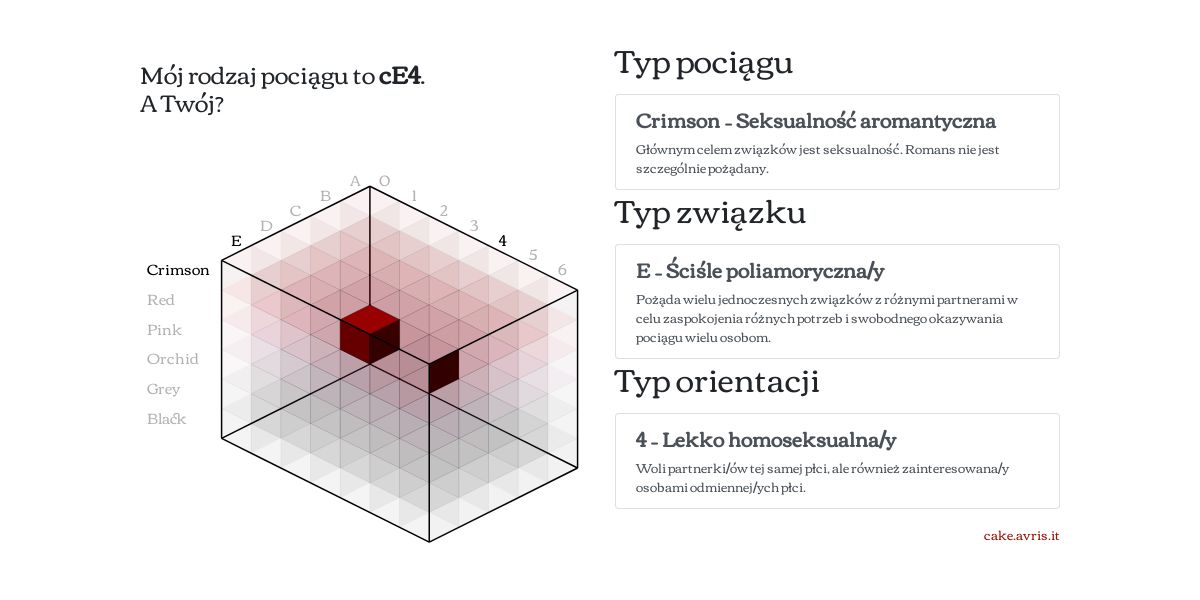 Mój rodzaj pociągu to cE4.
A Twój?
A O
B 1
C 2
D 3
E 4
5
6
Crimson
Red
Pink
Orchid
Grey
Black
Typ pociągu
Crimson – Seksualność aromantyczna
Głównym celem związków jest seksualność. Romans nie jest
szczególnie pożądany.
Typ związku
E – Ściśle poliamoryczna/y
Pożąda wielu jednoczesnych związków z różnymi partnerami w
celu zaspokojenia różnych potrzeb i swobodnego okazywania
pociągu wielu osobom.
Typ orientacji
4 – Lekko homoseksualna/y
Woli partnerki/ów tej samej płci, ale również zainteresowana/y
osobami odmiennej/ych płci.
cake.avris.it